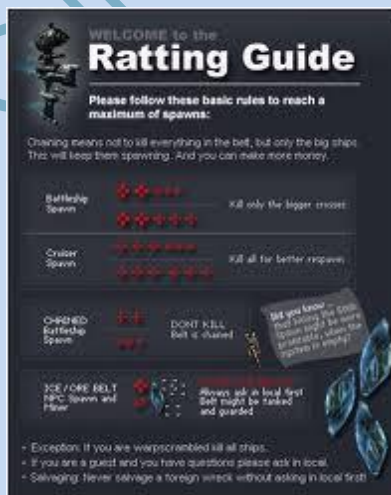 WELCOME to the
Ratting Guide
Please follow these basic rules to reach a
maximum of spawns:
Chaining means not to kill everything in the belt, but only the big ships.
This will keep them spawning. And you can make more money.
Battleship
Spawn
Kill only the bigger crosses
Cruiser
Spawn
Kill all for better respawn
CHAINED
Battleship
Spawn
DONT KILL
Belt is chained
Did you know
ICE / ORE BELT
NPC Spawn and
Miner
Always ask in local first
Belt might be tanked
and guarded
- Exception: If you are warpscrambled kill all ships.
- If you are a guest and you have questions please ask in local.
- Salvaging: Never salvage a foreign wreck without asking in local first!